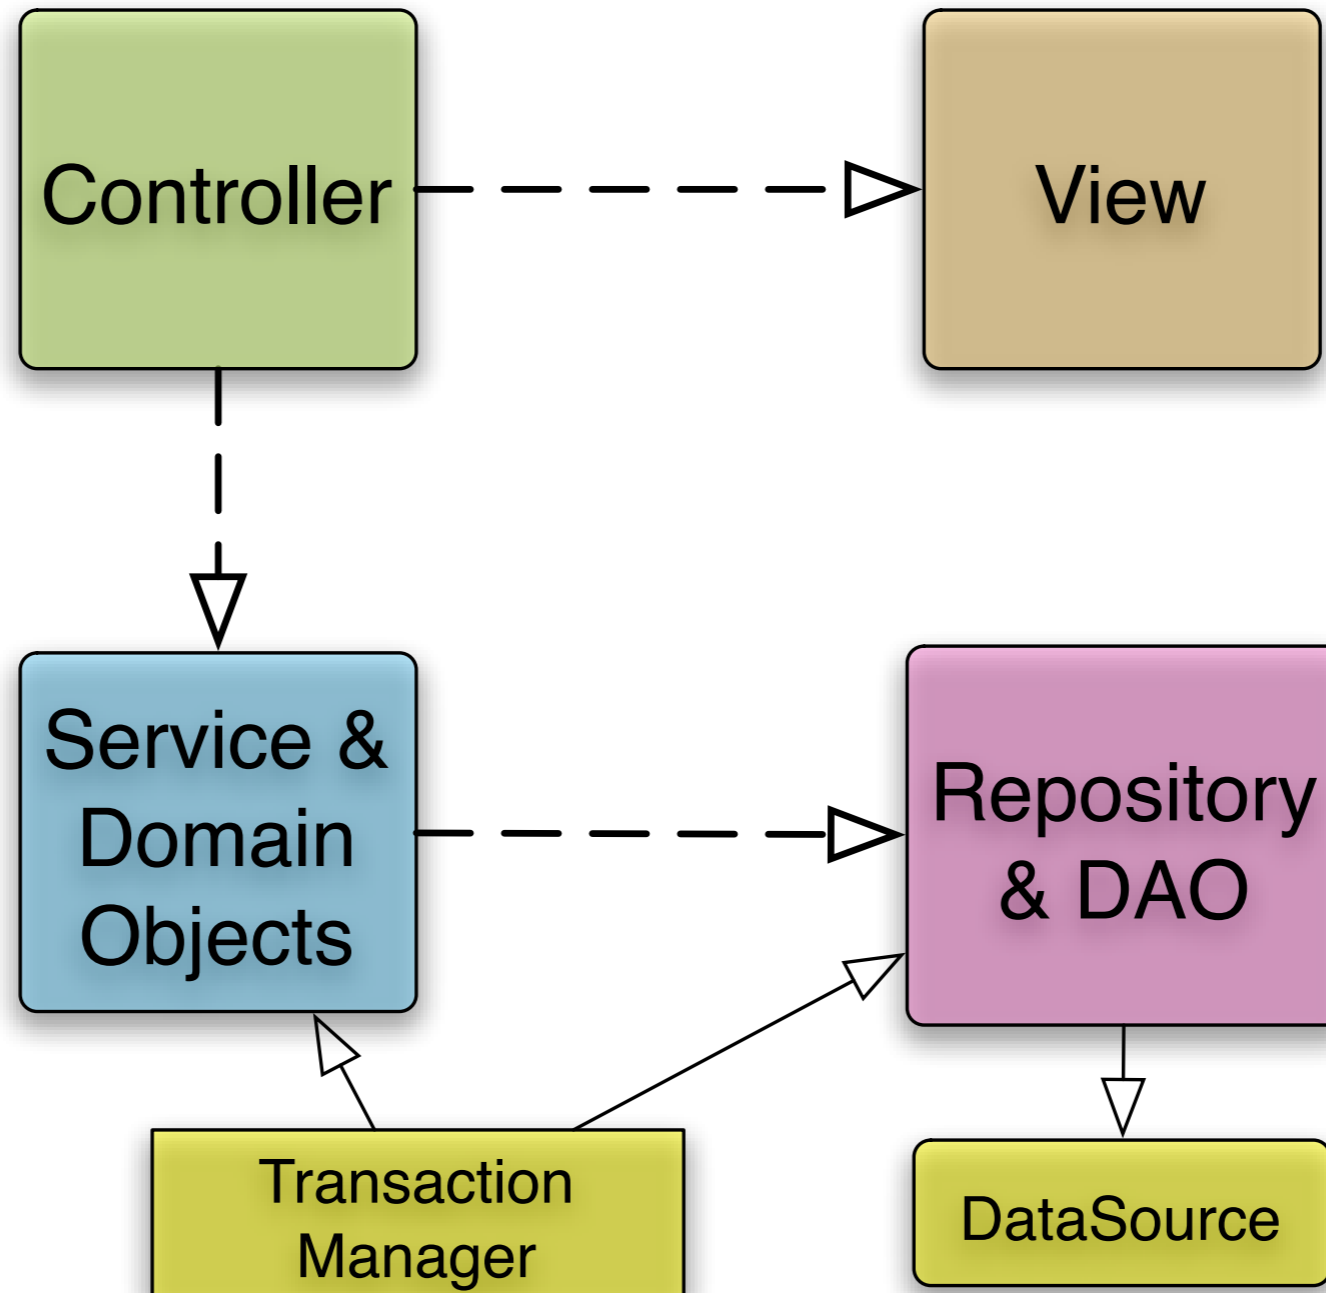 Controller
View
Service &
Domain
Objects
Repository
& DAO
Transaction
Manager
DataSource